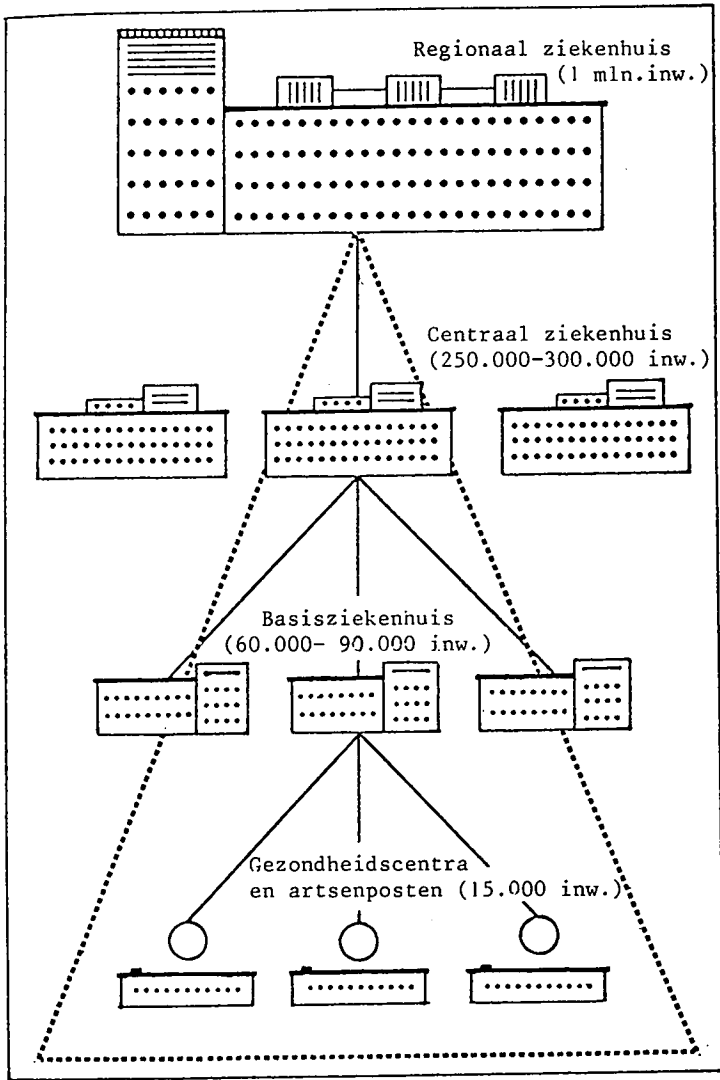 Regionaal ziekenhuis
(1 mln.inw.)
Centraal ziekenhuis
(250.000-300.000 inw.)
Basisziekenhuis
(60.000- 90.000 inw.)
Gezondheidscentra
en artsenposten (15.000 inw.)